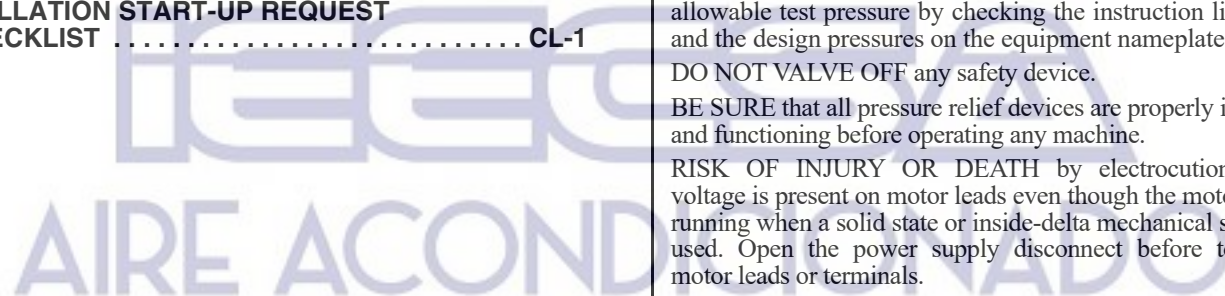 LLATION START-UP REQUEST
ECKLIST . . . . . . . . . . . . . . . . . . . . . . . . . . . . CL-1
allowable test pressure by checking the instruction li
and the design pressures on the equipment nameplate
DO NOT VALVE OFF any safety device.
BE SURE that all pressure relief devices are properly i
and functioning before operating any machine.
RISK OF INJURY OR DEATH by electrocution
voltage is present on motor leads even though the moto
running when a solid state or inside-delta mechanical s
used. Open the power supply disconnect before to
motor leads or terminals.
AIRE ACONDICIONADO